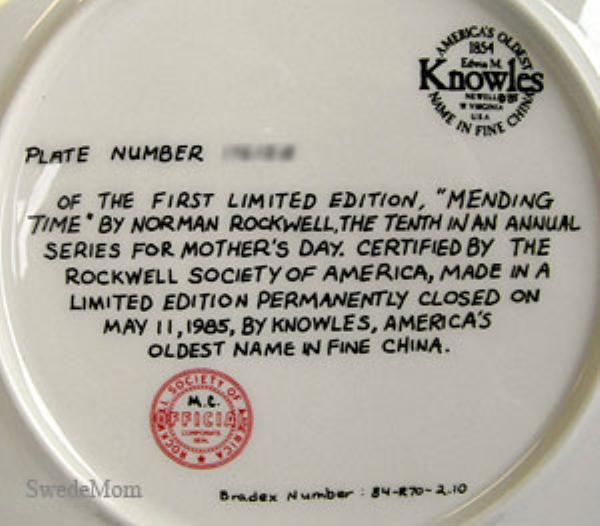 AMERICA'S OLDEST
1854
Edwin M.
Knowles
NEWELL
W VIRGINIA
U.S.A
NAME IN FINE CHINA
PLATE NUMBER
OF THE FIRST LIMITED EDITION, "MENDING
TIME" BY NORMAN ROCKWELL, THE TENTH IN AN ANNUAL
SERIES FOR MOTHER'S DAY. CERTIFIED BY THE
ROCKWELL SOCIETY OF AMERICA, MADE IN A
LIMITED EDITION PERMANENTLY CLOSED ON
MAY 11, 1985, BY KNOWLES, AMERICA'S
OLDEST NAME IN FINE CHINA.
ROCKWELL SOCIETY OF AMERICA
M.C.
OFFICIAL
CORPORATE
SEAL
SwedeMom
Bradex Number : 84-R70-2.10